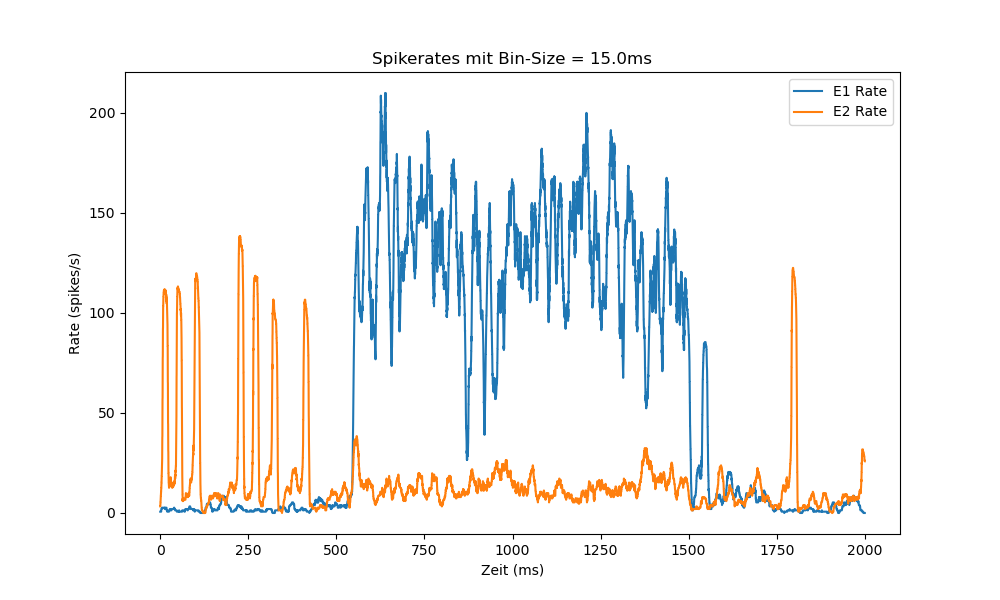 Spikerates mit Bin-Size = 15.0ms
E1 Rate
E2 Rate
Rate (spikes/s)
200
150
100
50
0
0 250 500 750 1000 1250 1500 1750 2000
Zeit (ms)